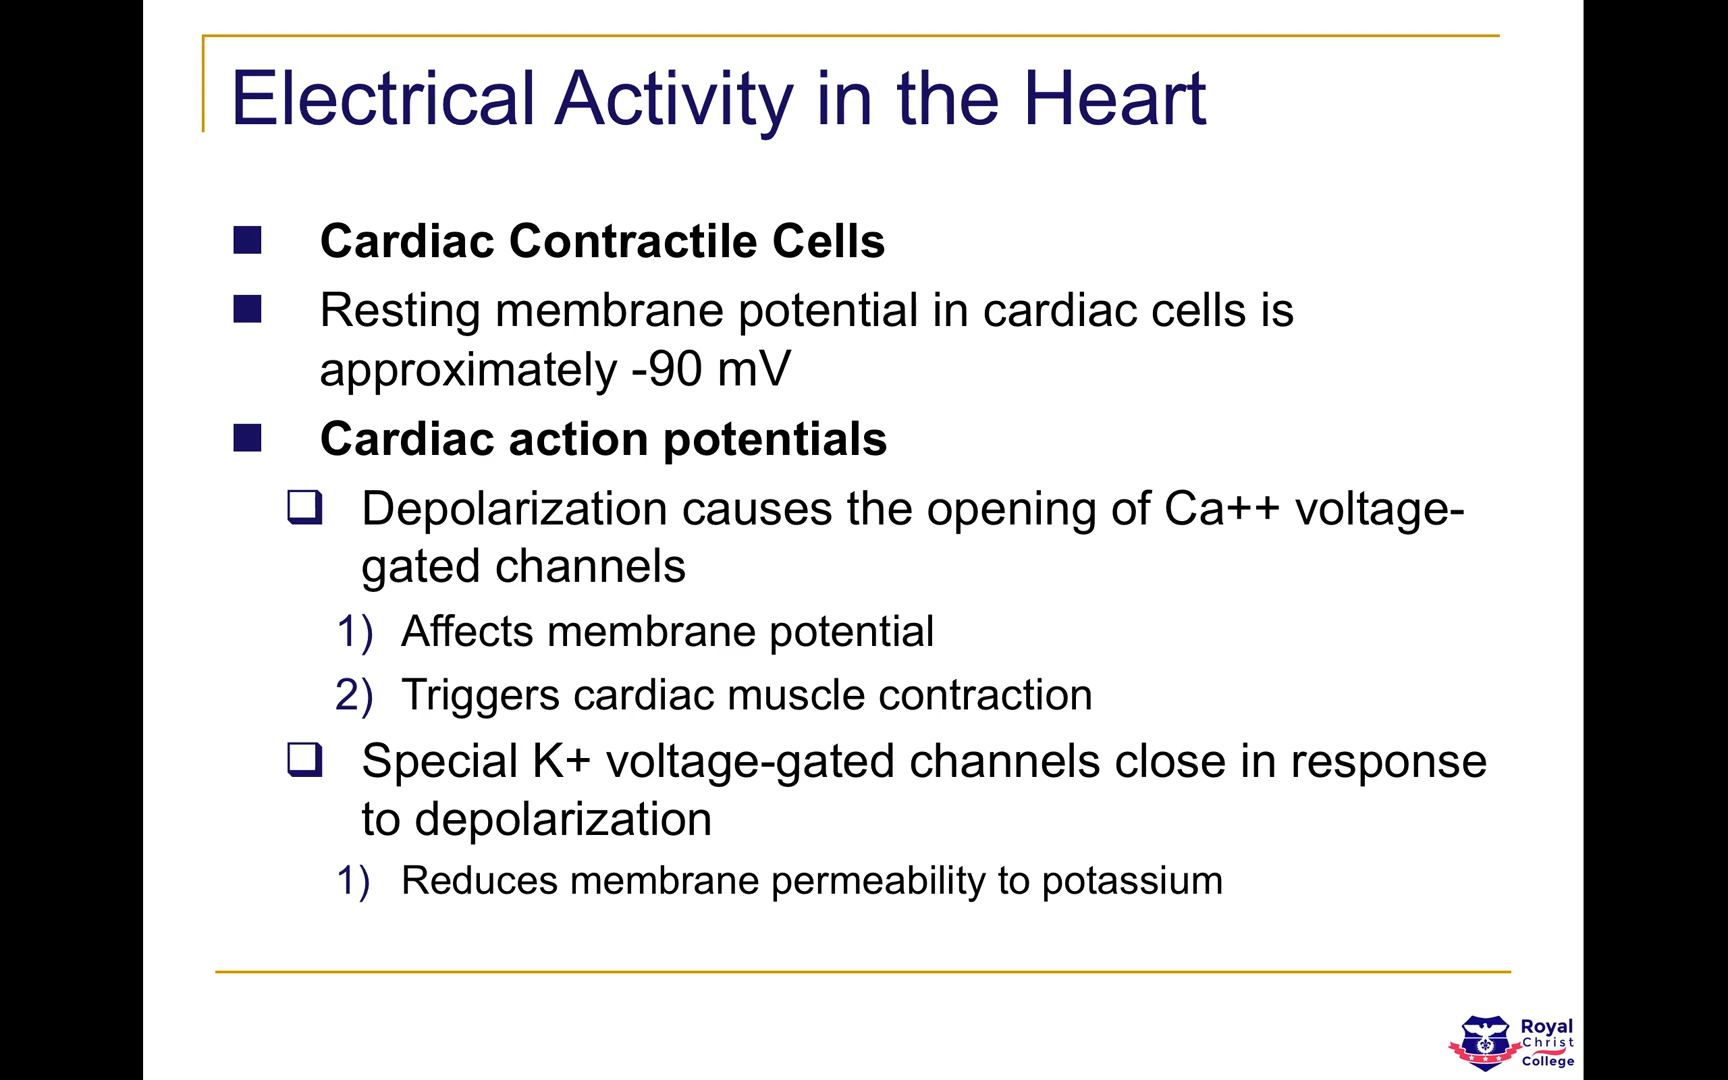 Electrical Activity in the Heart
Cardiac Contractile Cells
Resting membrane potential in cardiac cells is
approximately -90 mV
Cardiac action potentials
Depolarization causes the opening of Ca++ voltage-
gated channels
1) Affects membrane potential
2) Triggers cardiac muscle contraction
Special K+ voltage-gated channels close in response
to depolarization
1) Reduces membrane permeability to potassium
Royal
Christ
College